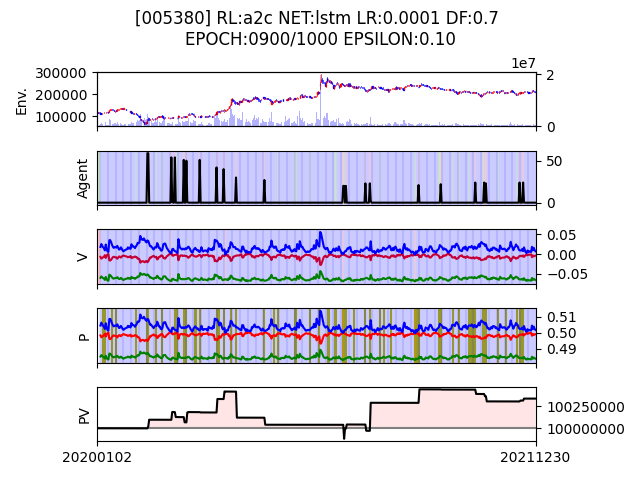 [005380] RL:a2c NET:lstm LR:0.0001 DF:0.7
EPOCH:0900/1000 EPSILON:0.10
1e7
300000
200000
100000
Env.
2
0
Agent
50
0
V
0.05
0.00
−0.05
P
0.51
0.50
0.49
PV
100250000
100000000
20200102
20211230